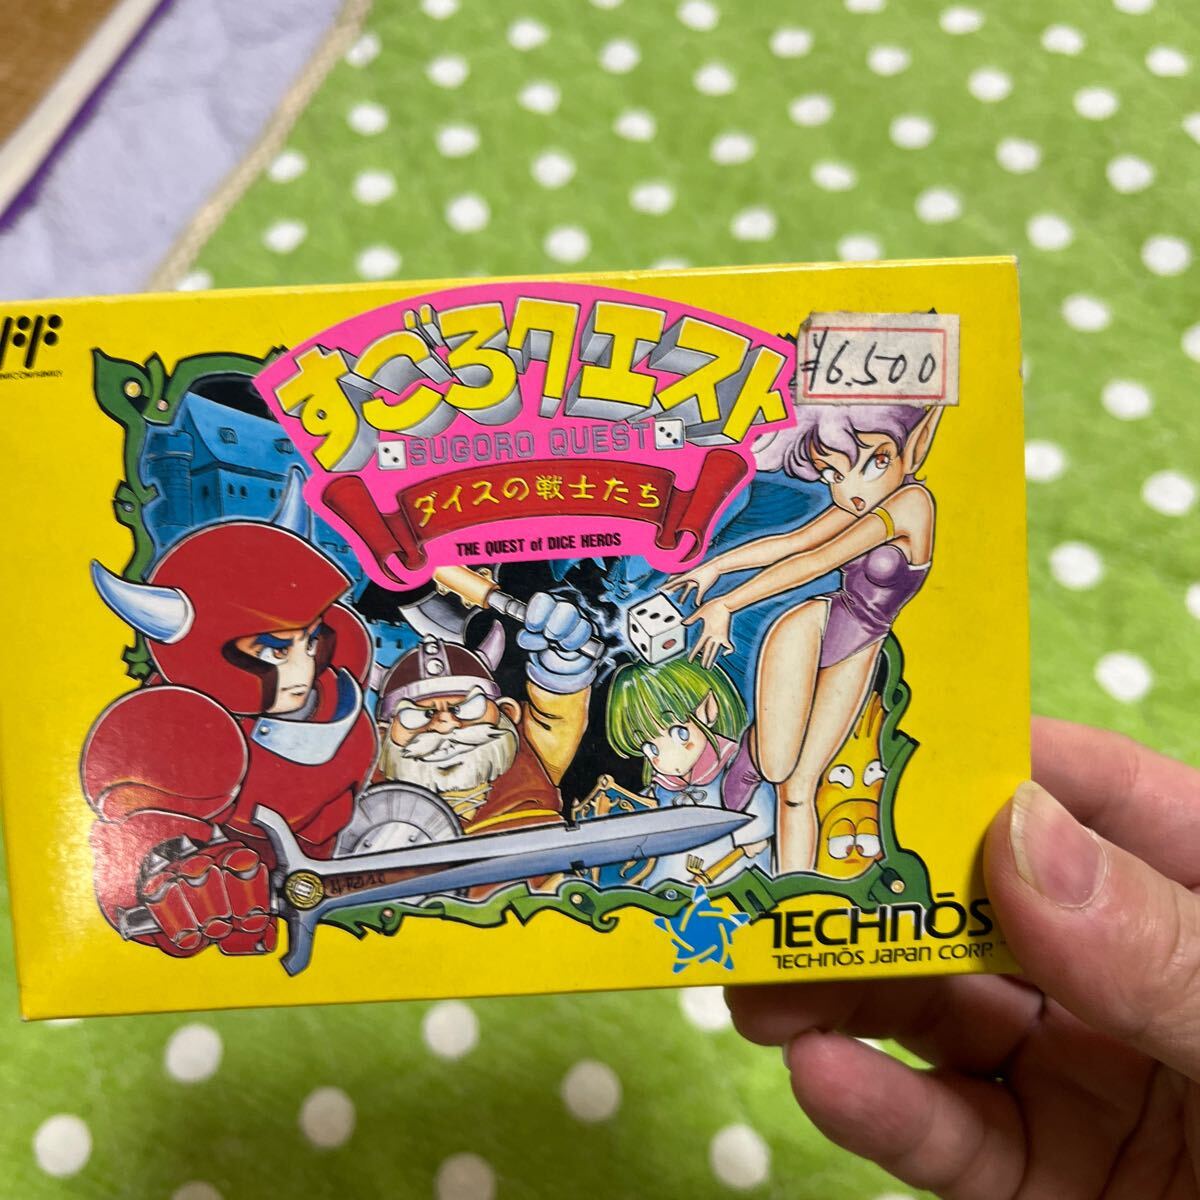 すごろクエスト
SUGORO QUEST
ダイスの戦士たち
THE QUEST of DICE HEROS
¥6.500
TECHNŌS
TECHNŌS JAPAN CORP.™